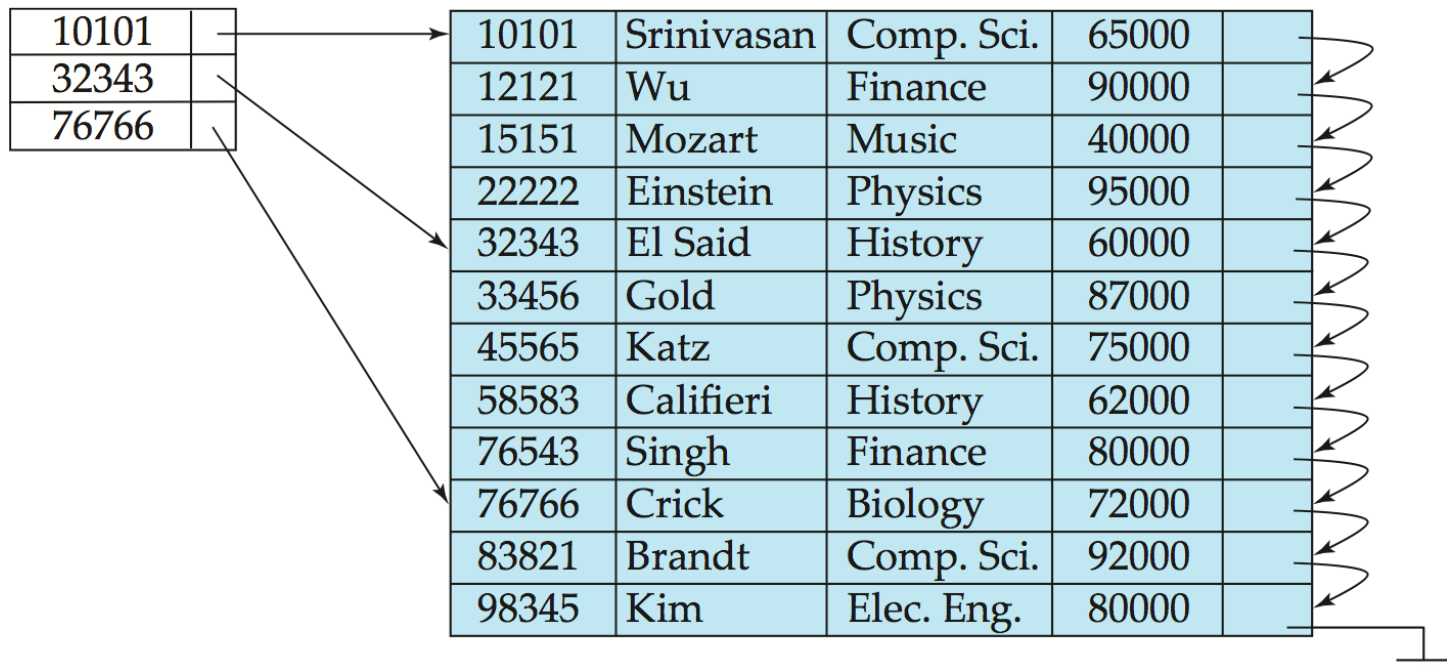 10101
32343
76766
10101 Srinivasan Comp. Sci. 65000
12121 Wu Finance 90000
15151 Mozart Music 40000
22222 Einstein Physics 95000
32343 El Said History 60000
33456 Gold Physics 87000
45565 Katz Comp. Sci. 75000
58583 Califieri History 62000
76543 Singh Finance 80000
76766 Crick Biology 72000
83821 Brandt Comp. Sci. 92000
98345 Kim Elec. Eng. 80000